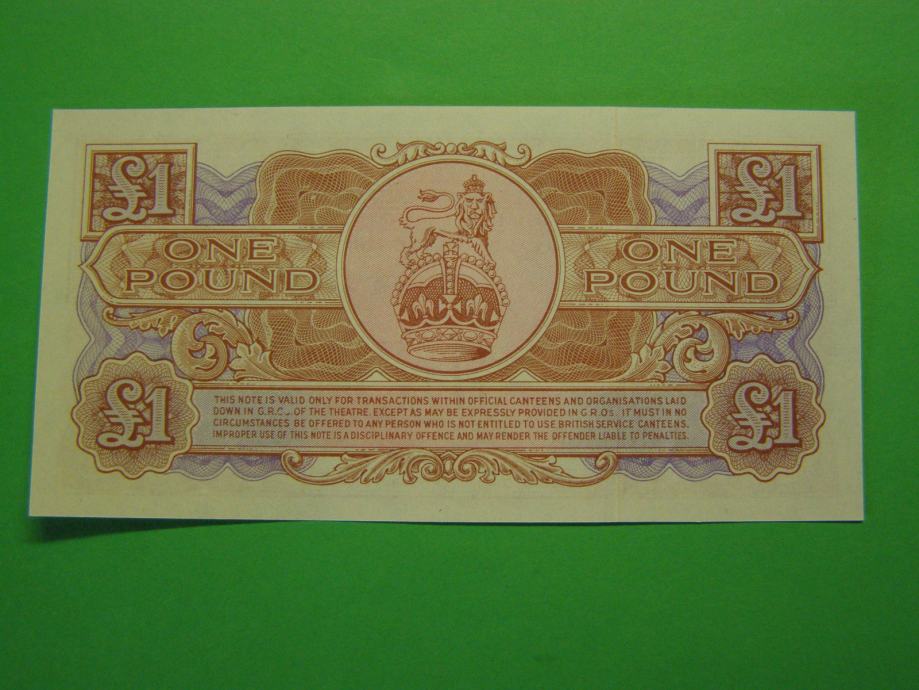 £1 £1
ONE ONE
POUND POUND
THIS NOTE IS VALID ONLY FOR TRANSACTIONS WITHIN OFFICIAL CANTEENS AND ORGANISATIONS LAID
DOWN IN G.R.Os. OF THE THEATRE. EXCEPT AS MAY BE EXPRESSLY PROVIDED IN G.R.Os. IT MUST IN NO
CIRCUMSTANCES BE OFFERED TO ANY PERSON WHO IS NOT ENTITLED TO USE BRITISH SERVICE CANTEENS.
IMPROPER USE OF THIS NOTE IS A DISCIPLINARY OFFENCE AND MAY RENDER THE OFFENDER LIABLE TO PENALTIES.
£1 £1